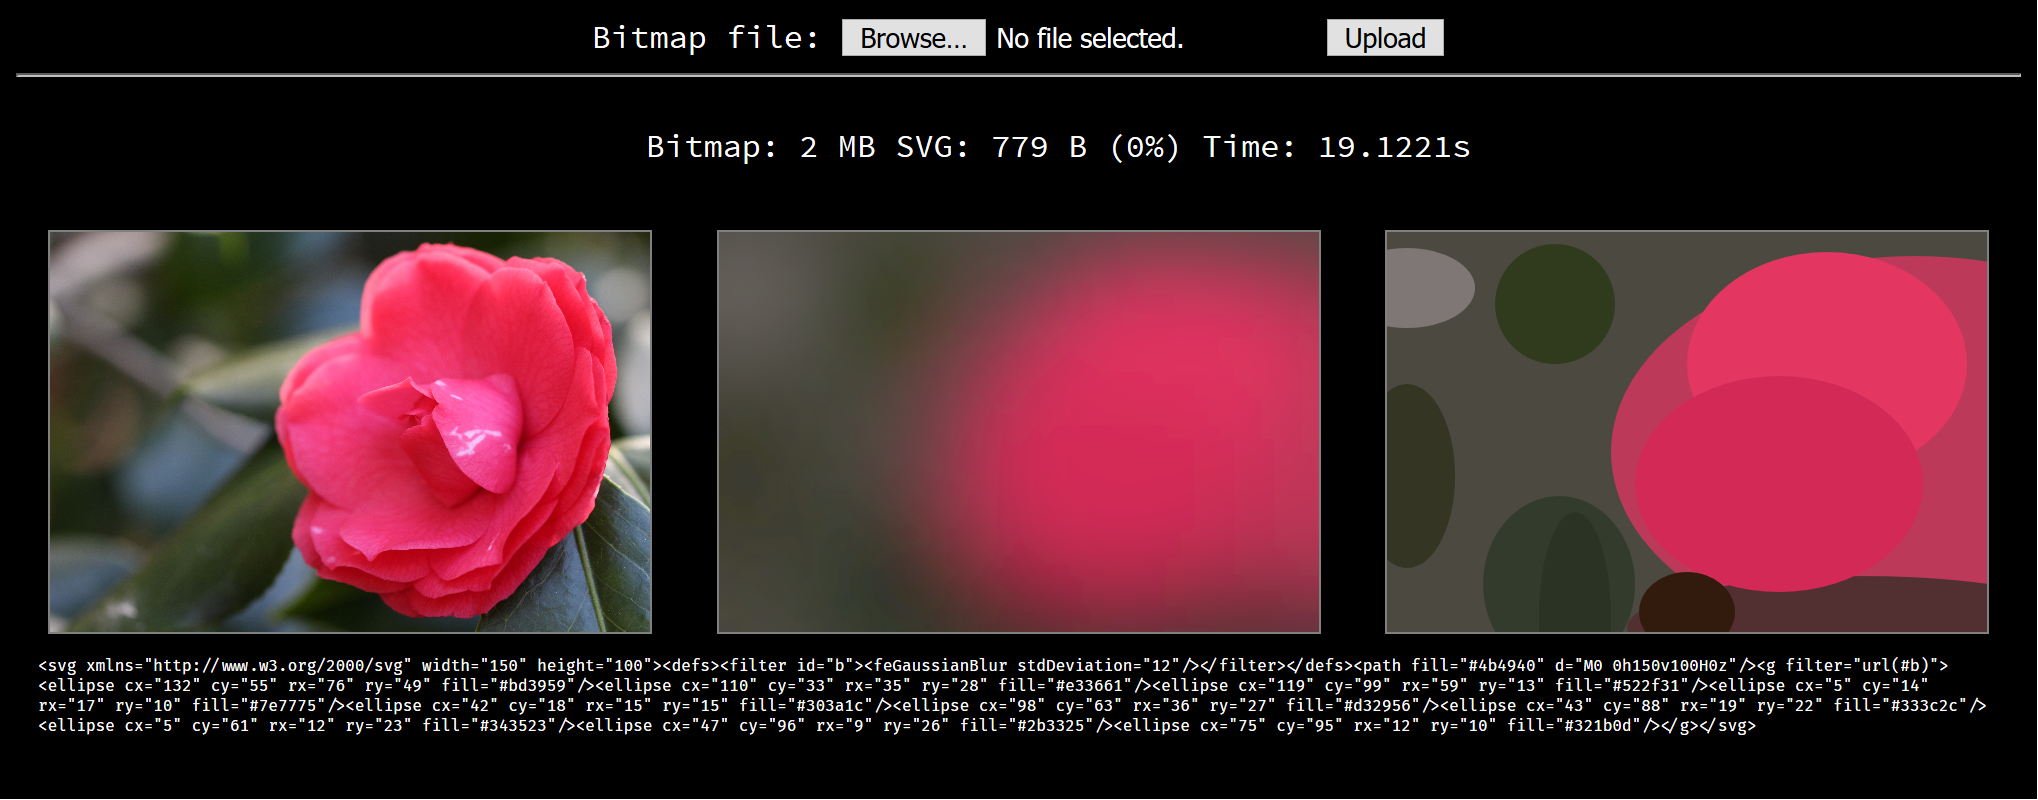 Bitmap file: Browse... No file selected. Upload
Bitmap: 2 MB SVG: 779 B (0%) Time: 19.1221s
<svg xmlns="http://www.w3.org/2000/svg" width="150" height="100"><defs><filter id="b"><feGaussianBlur stdDeviation="12"/></filter></defs><path fill="#4b4940" d="M0 0h150v100H0z"/><g filter="url(#b)">
<ellipse cx="132" cy="55" rx="76" ry="49" fill="#bd3959"/><ellipse cx="110" cy="33" rx="35" ry="28" fill="#e33661"/><ellipse cx="119" cy="99" rx="59" ry="13" fill="#522f31"/><ellipse cx="5" cy="14"
rx="17" ry="10" fill="#7e7775"/><ellipse cx="42" cy="18" rx="15" ry="15" fill="#303a1c"/><ellipse cx="98" cy="63" rx="36" ry="27" fill="#d32956"/><ellipse cx="43" cy="88" rx="19" ry="22" fill="#333c2c"/>
<ellipse cx="5" cy="61" rx="12" ry="23" fill="#343523"/><ellipse cx="47" cy="96" rx="9" ry="26" fill="#2b3325"/><ellipse cx="75" cy="95" rx="12" ry="10" fill="#321b0d"/></g></svg>